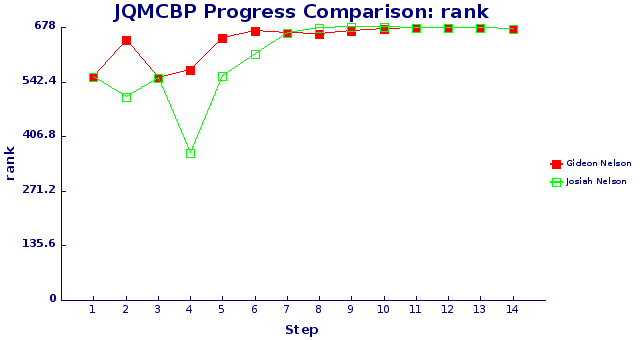 JQMCBP Progress Comparison: rank
678
542.4
406.8
271.2
135.6
0
rank
1 2 3 4 5 6 7 8 9 10 11 12 13 14
Step
Gideon Nelson
Josiah Nelson